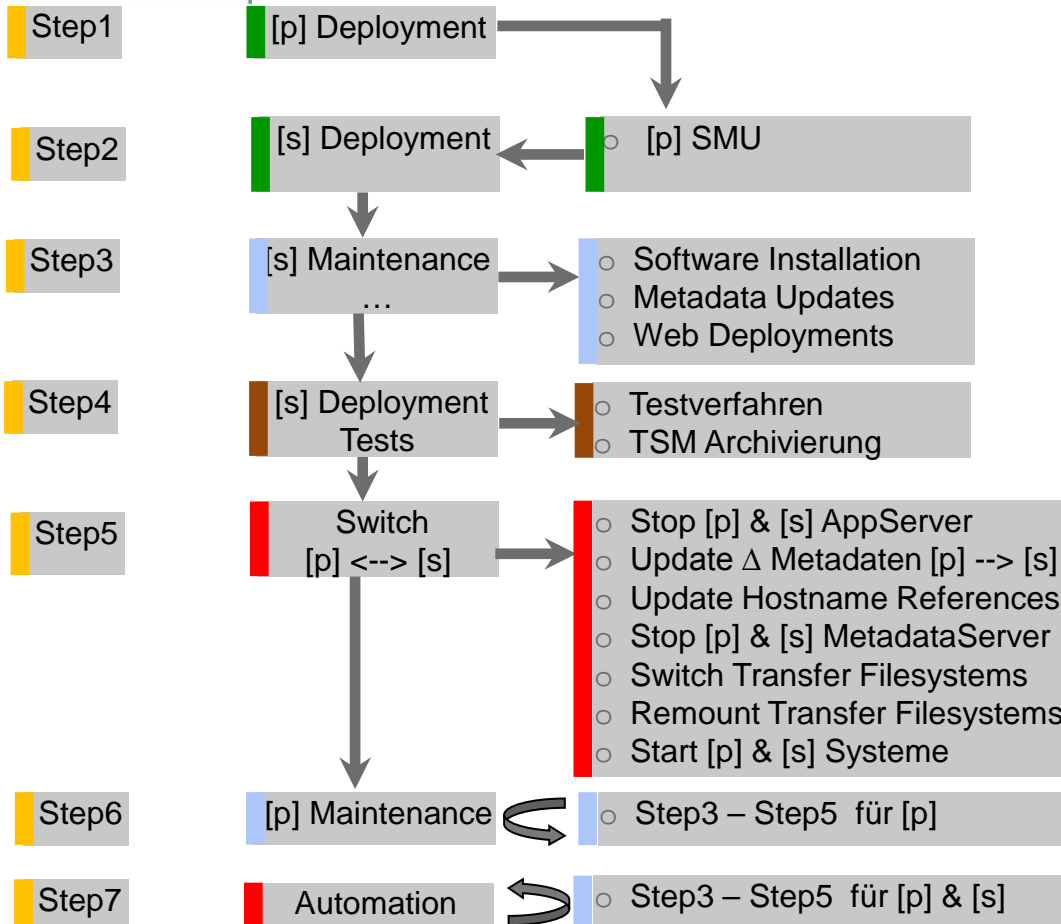 Step1
[p] Deployment
Step2
[s] Deployment
o [p] SMU
Step3
[s] Maintenance
…
o Software Installation
o Metadata Updates
o Web Deployments
Step4
[s] Deployment
Tests
o Testverfahren
o TSM Archivierung
Step5
Switch
[p] <--> [s]
o Stop [p] & [s] AppServer
o Update Δ Metadaten [p] --> [s]
o Update Hostname References
o Stop [p] & [s] MetadataServer
o Switch Transfer Filesystems
o Remount Transfer Filesystems
o Start [p] & [s] Systeme
Step6
[p] Maintenance
o Step3 – Step5 für [p]
Step7
Automation
o Step3 – Step5 für [p] & [s]